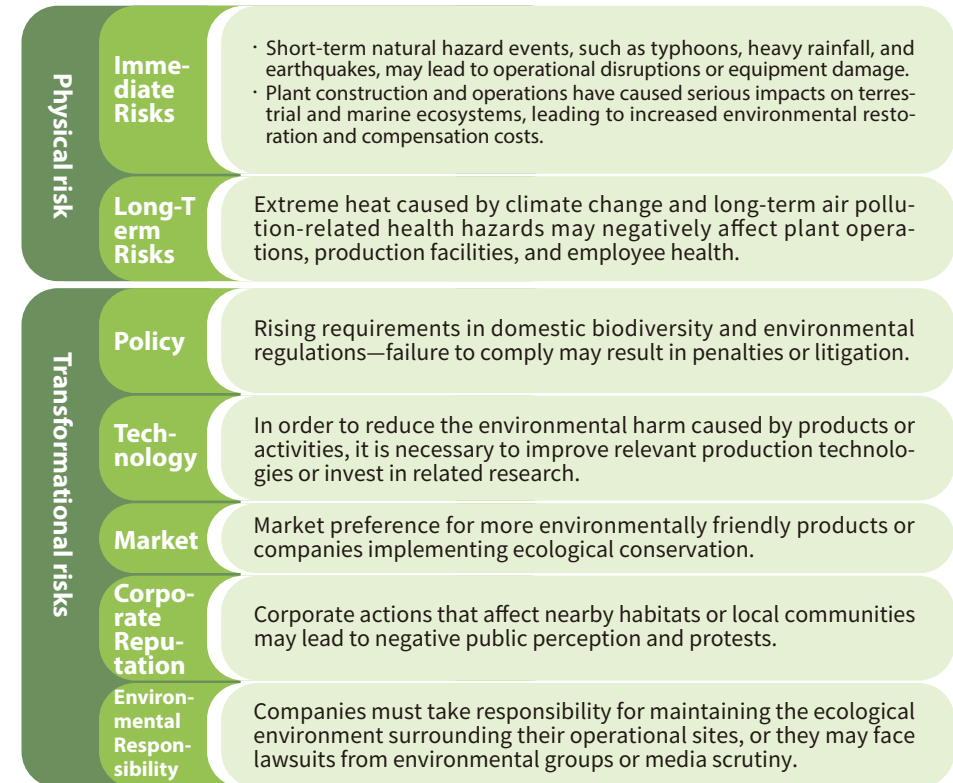 Physical risk
Imme-
diate
Risks
· Short-term natural hazard events, such as typhoons, heavy rainfall, and
earthquakes, may lead to operational disruptions or equipment damage.
· Plant construction and operations have caused serious impacts on terres-
trial and marine ecosystems, leading to increased environmental resto-
ration and compensation costs.
Long-T
erm
Risks
Extreme heat caused by climate change and long-term air pollu-
tion-related health hazards may negatively affect plant opera-
tions, production facilities, and employee health.
Transformational risks
Policy
Rising requirements in domestic biodiversity and environmental
regulations—failure to comply may result in penalties or litigation.
Tech-
nology
In order to reduce the environmental harm caused by products or
activities, it is necessary to improve relevant production technolo-
gies or invest in related research.
Market
Market preference for more environmentally friendly products or
companies implementing ecological conservation.
Corpo-
rate
Repu-
tation
Corporate actions that affect nearby habitats or local communities
may lead to negative public perception and protests.
Environ-
mental
Respon-
sibility
Companies must take responsibility for maintaining the ecological
environment surrounding their operational sites, or they may face
lawsuits from environmental groups or media scrutiny.